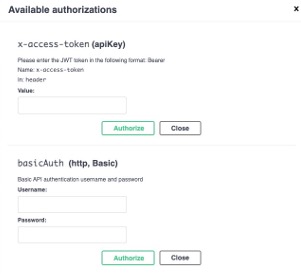 Available authorizations
x
x-access-token (apiKey)
Please enter the JWT token in the following format: Bearer
Name: x-access-token
In: header
Value:
Authorize
Close
basicAuth (http, Basic)
Basic API authentication username and password
Username:
Password:
Authorize
Close